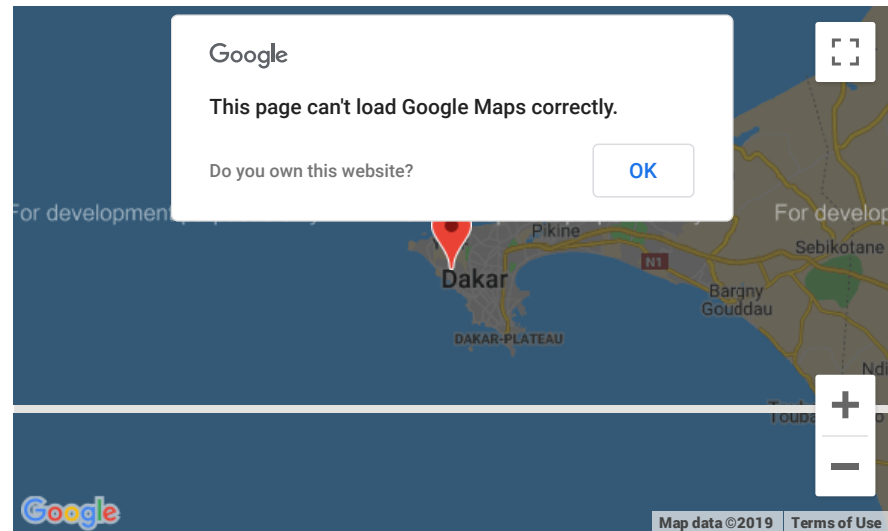 Google
This page can't load Google Maps correctly.
Do you own this website?
OK
For development
For develop
Pikine
Sebikotane
N1
Dakar
Bargny
Gouddau
DAKAR-PLATEAU
Google
Map data ©2019
Terms of Use